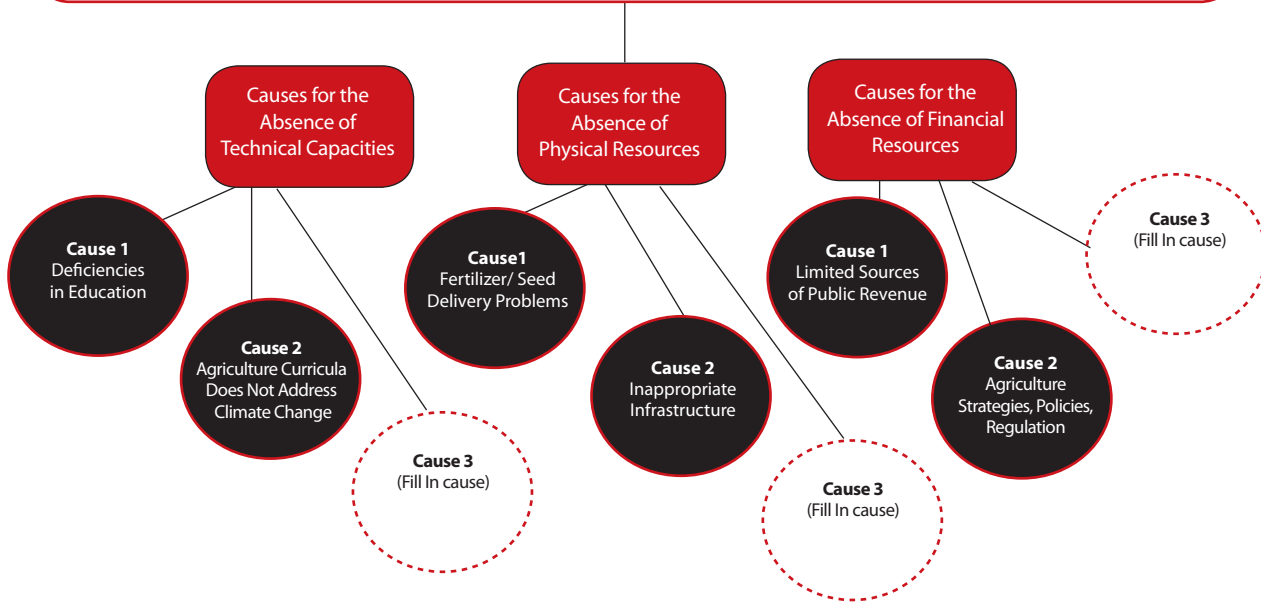 Causes for the
Absence of
Technical Capacities
Cause 1
Deficiencies
in Education
Cause 2
Agriculture Curricula
Does Not Address
Climate Change
Cause 3
(Fill In cause)
Causes for the
Absence of
Physical Resources
Cause1
Fertilizer/ Seed
Delivery Problems
Cause 2
Inappropriate
Infrastructure
Cause 3
(Fill In cause)
Causes for the
Absence of Financial
Resources
Cause 1
Limited Sources
of Public Revenue
Cause 2
Agriculture
Strategies, Policies,
Regulation
Cause 3
(Fill In cause)